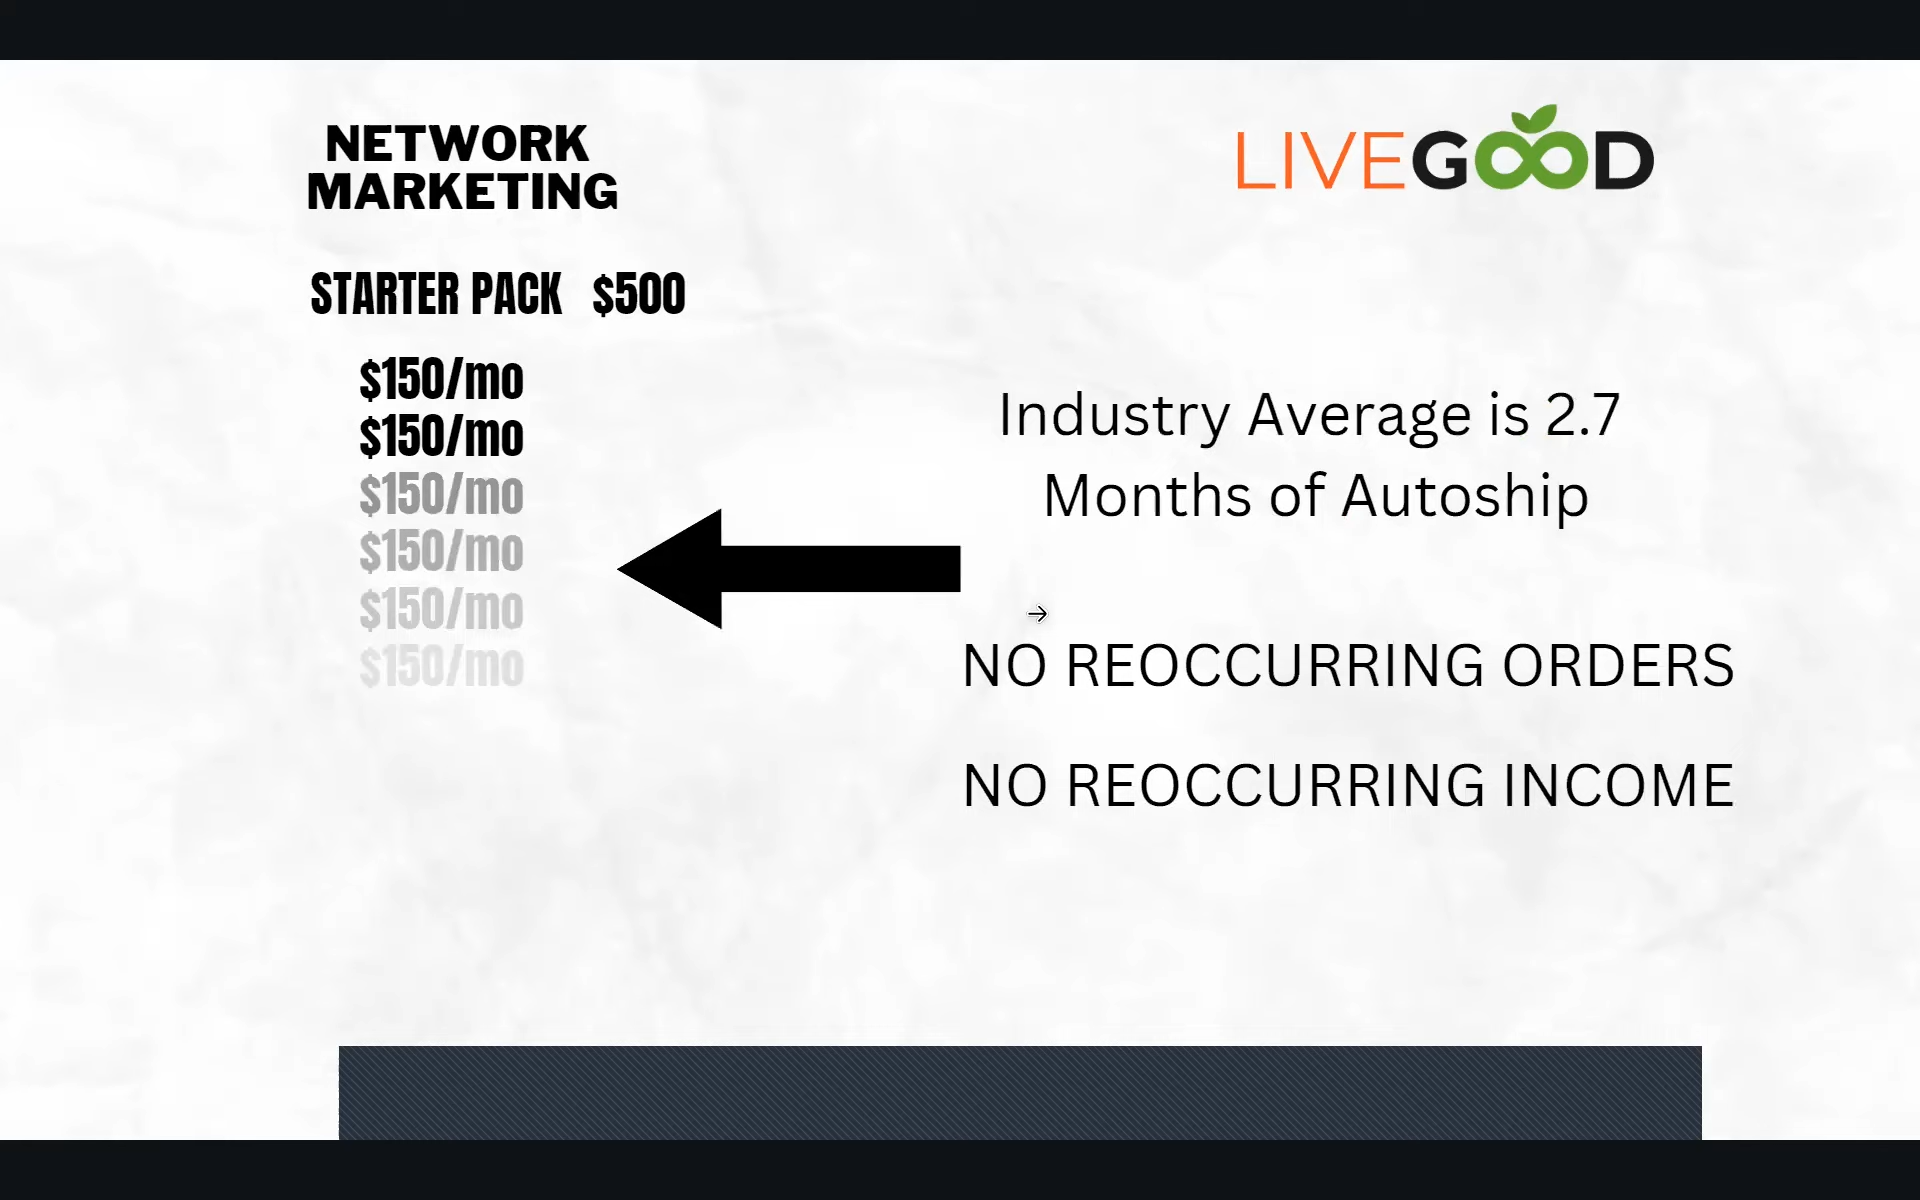 NETWORK
MARKETING
LIVEGOOD
STARTER PACK $500
$150/mo
$150/mo
$150/mo
$150/mo
$150/mo
$150/mo
Industry Average is 2.7
Months of Autoship
NO REOCCURRING ORDERS
NO REOCCURRING INCOME